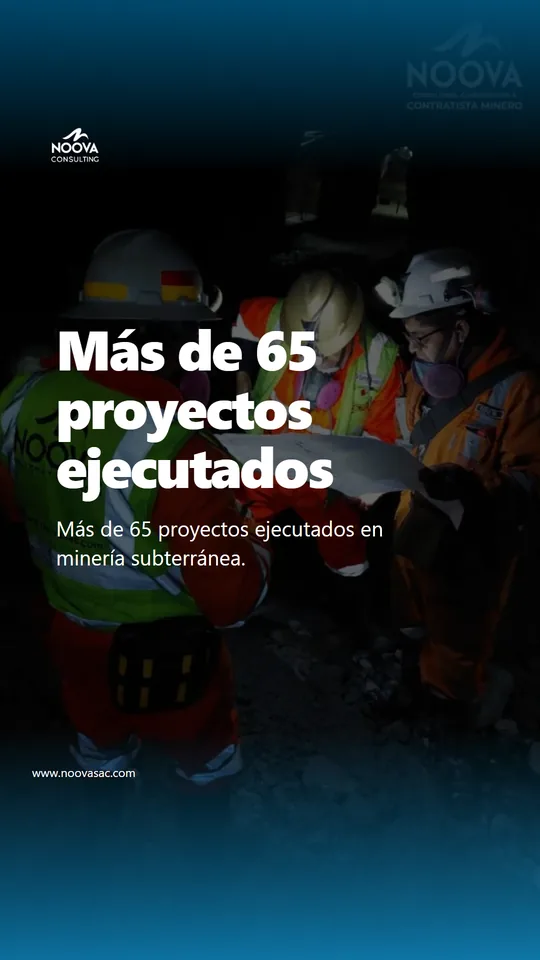 NOOVA
CONTRATISTA MINERO
NOOVA
CONSULTING
Más de 65
proyectos
ejecutados
Más de 65 proyectos ejecutados en
minería subterránea.
NOOVA
www.noovasac.com